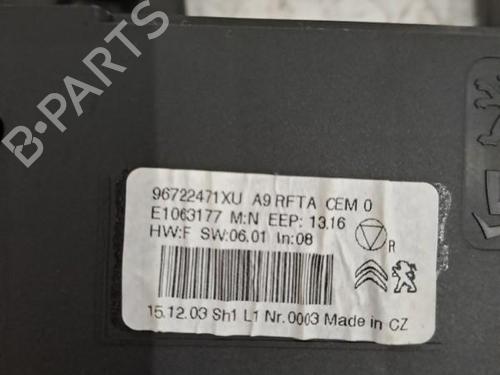 96722471XU A9 RFTA CEM 0
E1063177 M:N EEP: 13.16
HW:F SW:06.01 In:08
R
15.12.03 Sh1 L1 Nr.0003 Made in CZ
B-PARTS